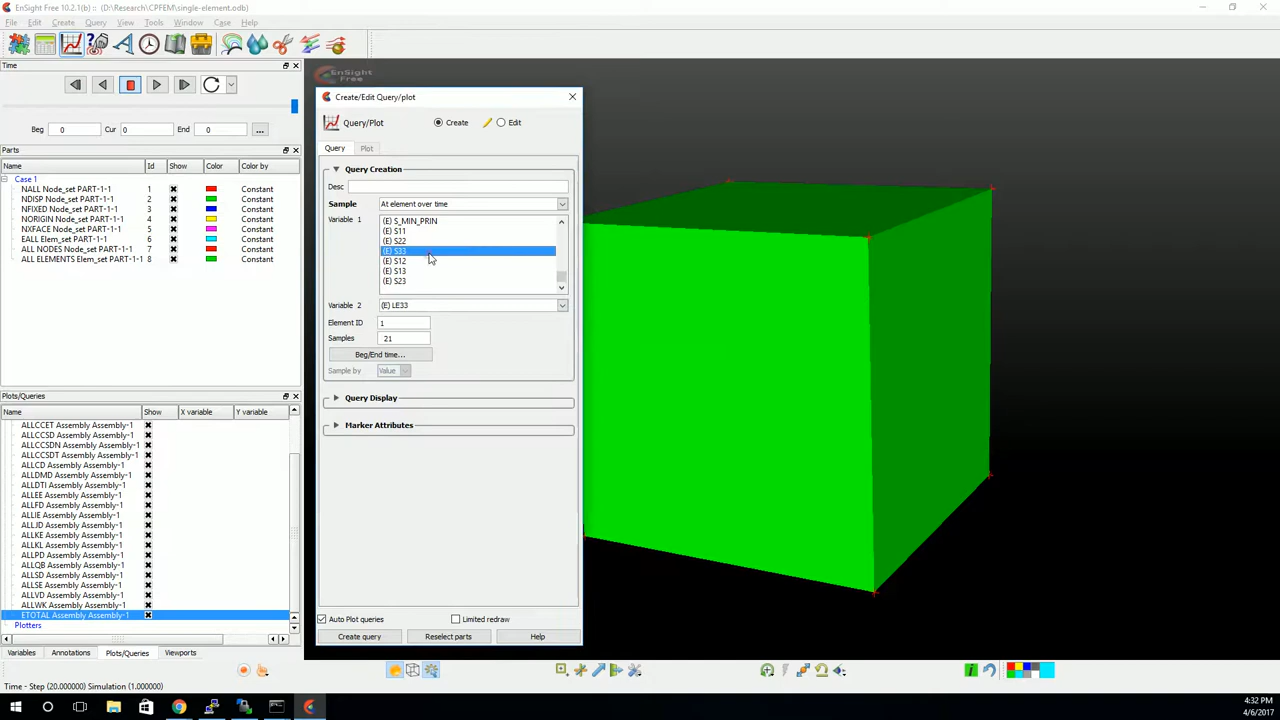 EnSight Free 10.2.1(b) : (D:\Research\CPFEM\single-element.odb)
File Edit Create Query View Tools Window Case Help
Time
Beg 0 Cur 0 End 0 ...
Parts
Name Id Show Color Color by
Case 1
NALL Node_set PART-1-1 1 Constant
NDISP Node_set PART-1-1 2 Constant
NFIXED Node_set PART-1-1 3 Constant
NORIGIN Node_set PART-1-1 4 Constant
NXFACE Node_set PART-1-1 5 Constant
EALL Elem_set PART-1-1 6 Constant
ALL NODES Node_set PART-1-1 7 Constant
ALL ELEMENTS Elem_set PART-1-1 8 Constant
Plots/Queries
Name Show X variable Y variable
ALLCCET Assembly Assembly-1
ALLCCSD Assembly Assembly-1
ALLCCSDN Assembly Assembly-1
ALLCCSDT Assembly Assembly-1
ALLCD Assembly Assembly-1
ALLDMD Assembly Assembly-1
ALLDTI Assembly Assembly-1
ALLEE Assembly Assembly-1
ALLFD Assembly Assembly-1
ALLIE Assembly Assembly-1
ALLJD Assembly Assembly-1
ALLKE Assembly Assembly-1
ALLKL Assembly Assembly-1
ALLPD Assembly Assembly-1
ALLQB Assembly Assembly-1
ALLSD Assembly Assembly-1
ALLSE Assembly Assembly-1
ALLVD Assembly Assembly-1
ALLWK Assembly Assembly-1
ETOTAL Assembly Assembly-1
Plotters
Variables Annotations Plots/Queries Viewports
Time - Step (20.000000) Simulation (1.000000)
EnSight
Free
Create/Edit Query/plot
Query/Plot Create Edit
Query Plot
Query Creation
Desc
Sample At element over time
Variable 1
(E) S_MIN_PRIN
(E) S11
(E) S22
(E) S33
(E) S12
(E) S13
(E) S23
Variable 2 (E) LE33
Element ID 1
Samples 21
Beg/End time...
Sample by Value
Query Display
Marker Attributes
Auto Plot queries Limited redraw
Create query Reselect parts Help
4:32 PM
4/6/2017